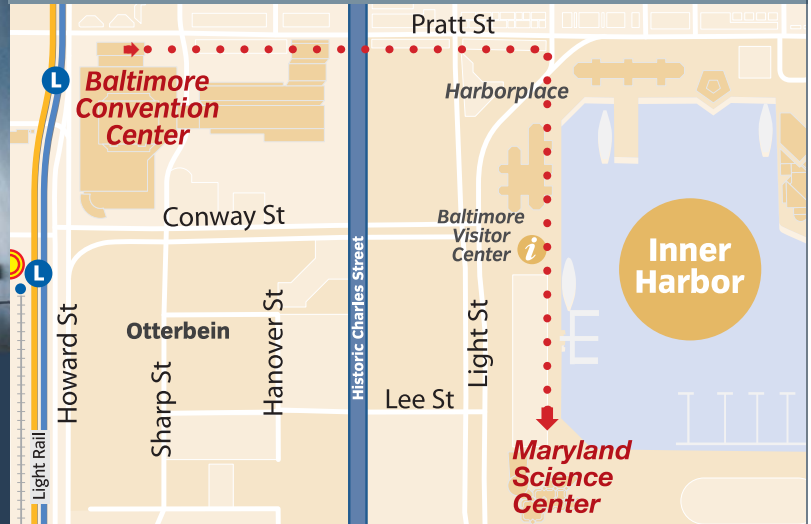 Pratt St
L
Baltimore
Convention
Center
Harborplace
Conway St
Baltimore
Visitor
Center
i
Inner
Harbor
L
Historic Charles Street
Howard St
Otterbein
Hanover St
Sharp St
Light St
Lee St
Light Rail
Maryland
Science
Center